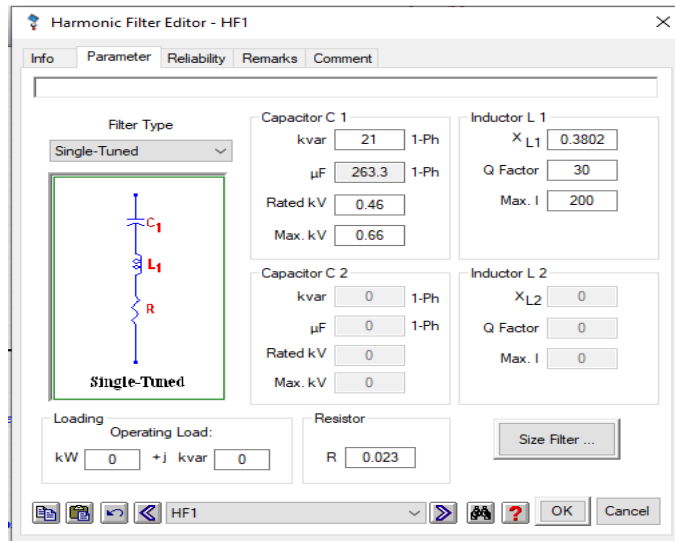 Harmonic Filter Editor - HF1
Info Parameter Reliability Remarks Comment
Filter Type
Single-Tuned
C1
L1
R
Single-Tuned
Capacitor C 1
kvar 21 1-Ph
µF 263.3 1-Ph
Rated kV 0.46
Max. kV 0.66
Inductor L 1
XL1 0.3802
Q Factor 30
Max. I 200
Capacitor C 2
kvar 0 1-Ph
µF 0 1-Ph
Rated kV 0
Max. kV 0
Inductor L 2
XL2 0
Q Factor 0
Max. I 0
Loading
Operating Load:
kW 0 +j kvar 0
Resistor
R 0.023
Size Filter ...
HF1
?
OK
Cancel